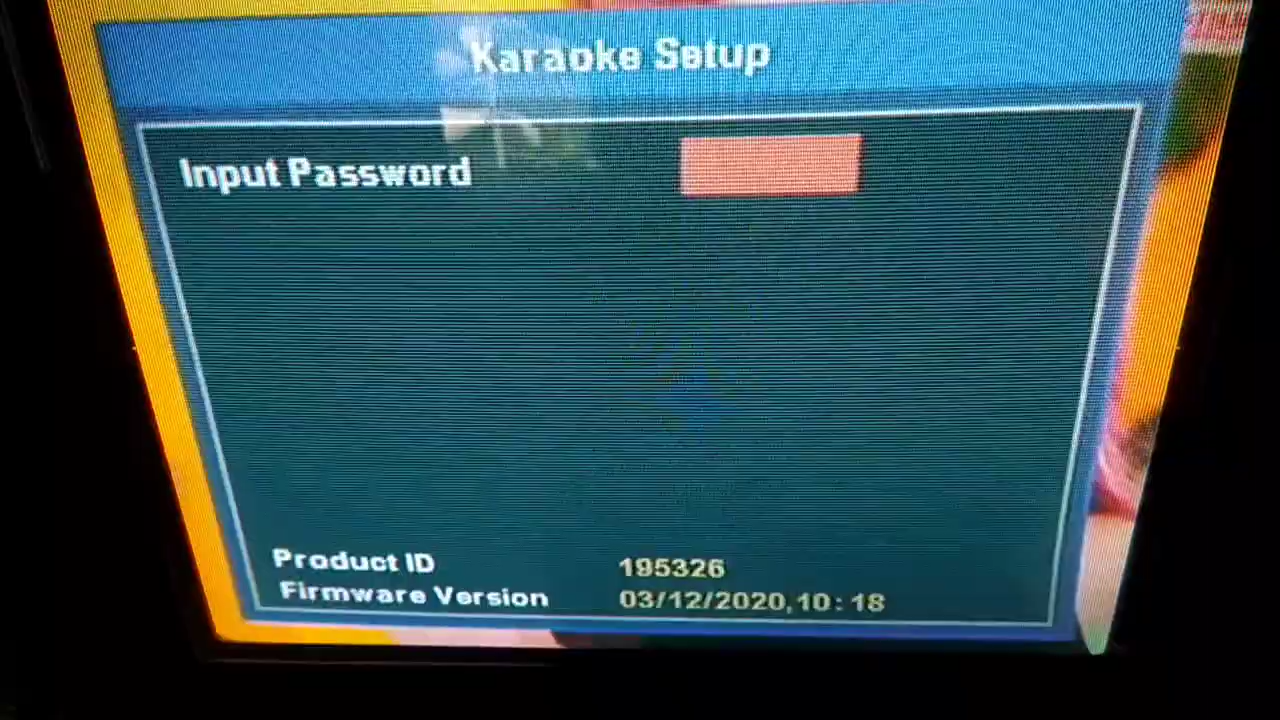 Karaoke Setup
Input Password
Product ID 195326
Firmware Version 03/12/2020,10:18